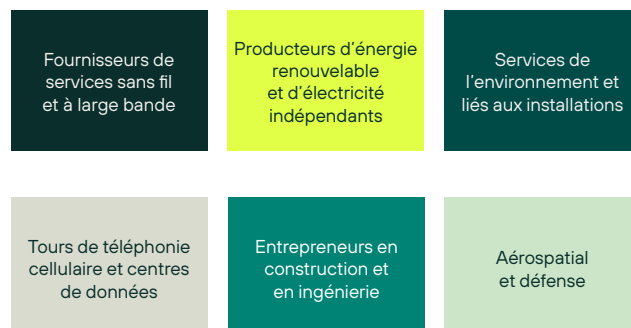 Fournisseurs de
services sans fil
et à large bande
Producteurs d’énergie
renouvelable
et d’électricité
indépendants
Services de
l’environnement et
liés aux installations
Tours de téléphonie
cellulaire et centres
de données
Entrepreneurs en
construction et
en ingénierie
Aérospatial
et défense